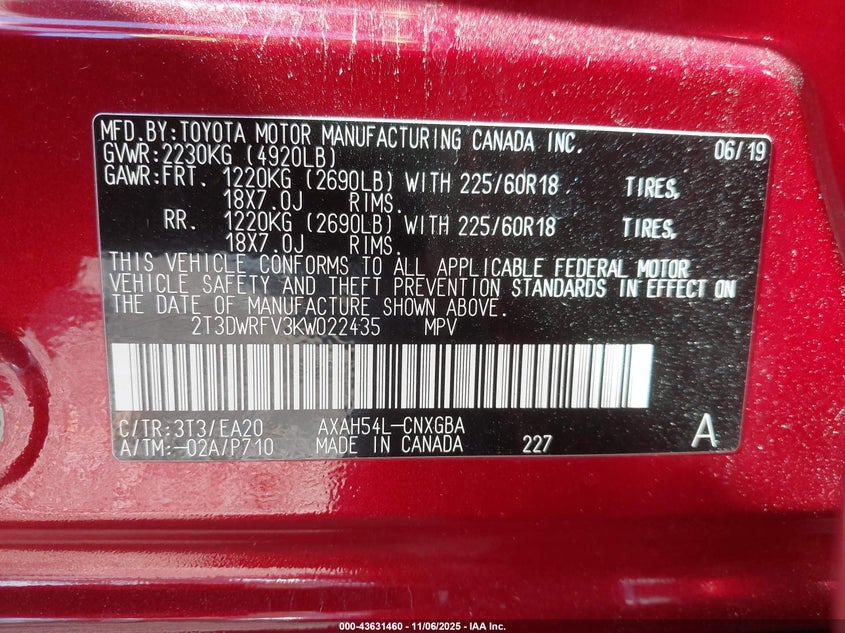 MFD.BY:TOYOTA MOTOR MANUFACTURING CANADA INC. 06/19
GVWR:2230KG (4920LB)
GAWR:FRT. 1220KG (2690LB) WITH 225/60R18 TIRES,
18X7.0J RIMS.
RR. 1220KG (2690LB) WITH 225/60R18 TIRES,
18X7.0J RIMS.
THIS VEHICLE CONFORMS TO ALL APPLICABLE FEDERAL MOTOR
VEHICLE SAFETY AND THEFT PREVENTION STANDARDS IN EFFECT ON
THE DATE OF MANUFACTURE SHOWN ABOVE.
2T3DWRFV3KW022435 MPV
C/TR:3T3/EA20 AXAH54L-CNXGBA
A/TM:-02A/P710 MADE IN CANADA 227 A
000-43631460 - 11/06/2025 - IAA Inc.